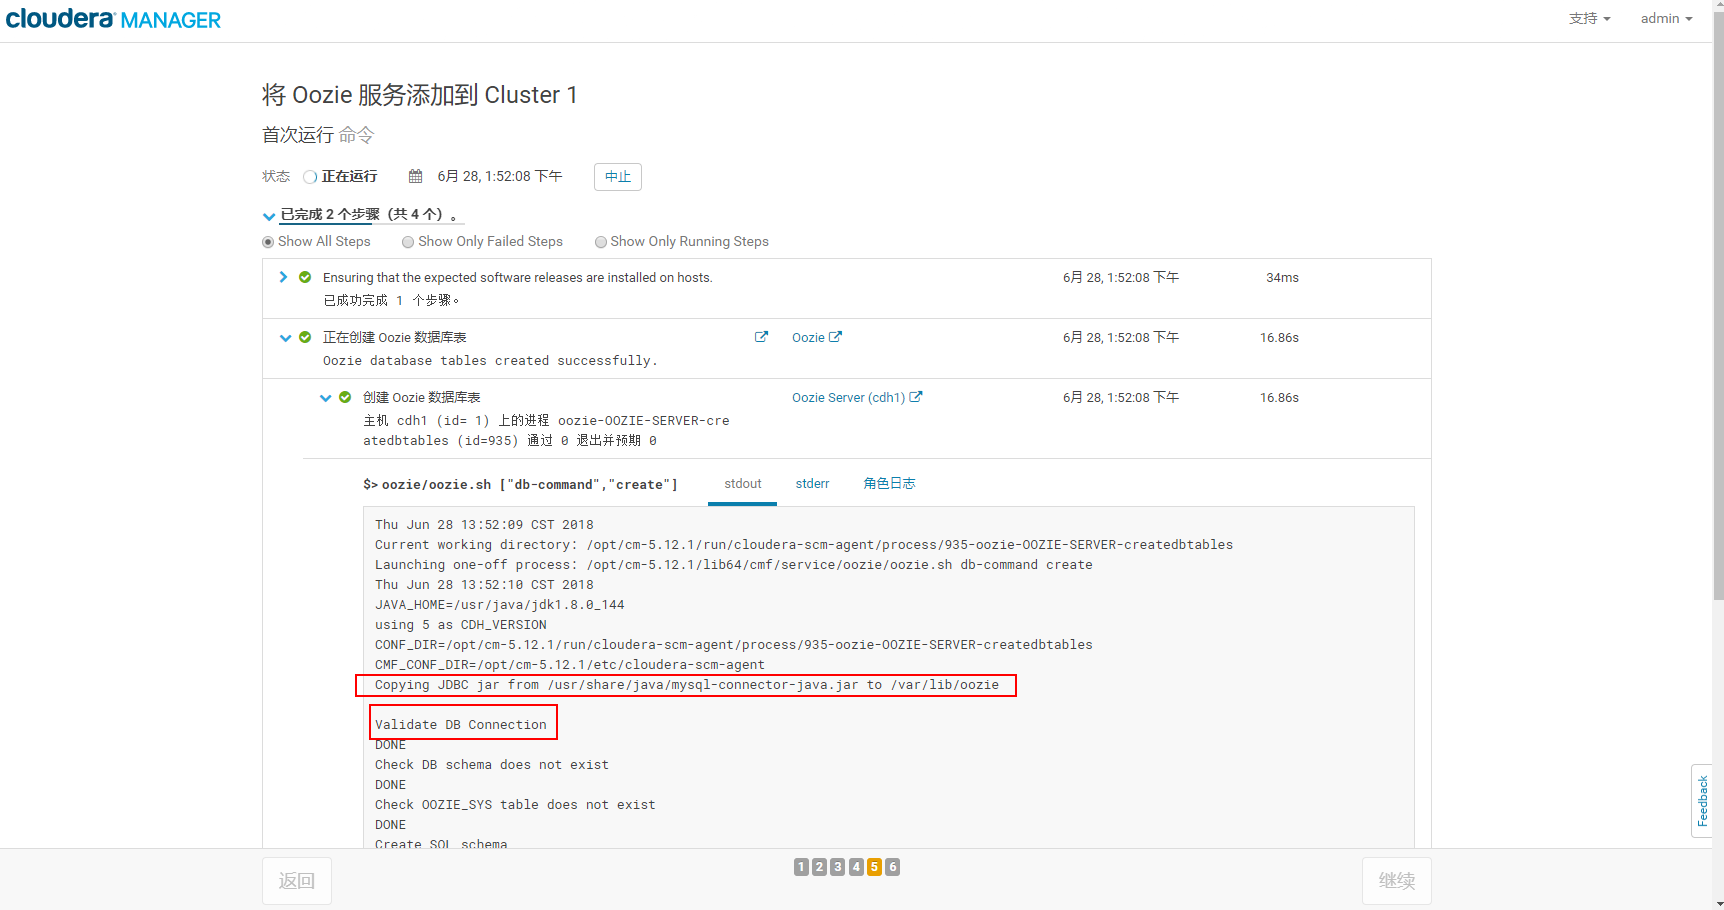 cloudera MANAGER
支持
admin
将 Oozie 服务添加到 Cluster 1
首次运行 命令
状态 正在运行 6月 28, 1:52:08 下午 中止
已完成 2 个步骤（共 4 个）。
Show All Steps Show Only Failed Steps Show Only Running Steps
Ensuring that the expected software releases are installed on hosts. 6月 28, 1:52:08 下午 34ms
已成功完成 1 个步骤。
正在创建 Oozie 数据库表 Oozie 6月 28, 1:52:08 下午 16.86s
Oozie database tables created successfully.
创建 Oozie 数据库表 Oozie Server (cdh1) 6月 28, 1:52:08 下午 16.86s
主机 cdh1 (id= 1) 上的进程 oozie-OOZIE-SERVER-cre
atedbtables (id=935) 通过 0 退出并预期 0
$> oozie/oozie.sh ["db-command","create"] stdout stderr 角色日志
Thu Jun 28 13:52:09 CST 2018
Current working directory: /opt/cm-5.12.1/run/cloudera-scm-agent/process/935-oozie-OOZIE-SERVER-createdbtables
Launching one-off process: /opt/cm-5.12.1/lib64/cmf/service/oozie/oozie.sh db-command create
Thu Jun 28 13:52:10 CST 2018
JAVA_HOME=/usr/java/jdk1.8.0_144
using 5 as CDH_VERSION
CONF_DIR=/opt/cm-5.12.1/run/cloudera-scm-agent/process/935-oozie-OOZIE-SERVER-createdbtables
CMF_CONF_DIR=/opt/cm-5.12.1/etc/cloudera-scm-agent
Copying JDBC jar from /usr/share/java/mysql-connector-java.jar to /var/lib/oozie
Validate DB Connection
DONE
Check DB schema does not exist
DONE
Check OOZIE_SYS table does not exist
DONE
Create SQL schema
Feedback
返回
1 2 3 4 5 6
继续